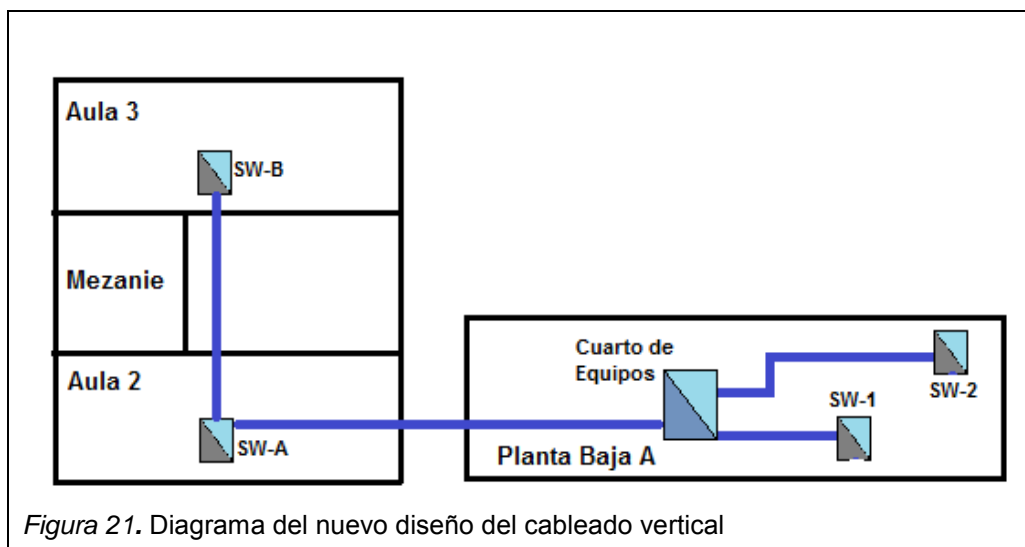 Aula 3
SW-B
Mezanie
Aula 2
SW-A
Cuarto de
Equipos
SW-2
SW-1
Planta Baja A
Figura 21. Diagrama del nuevo diseño del cableado vertical